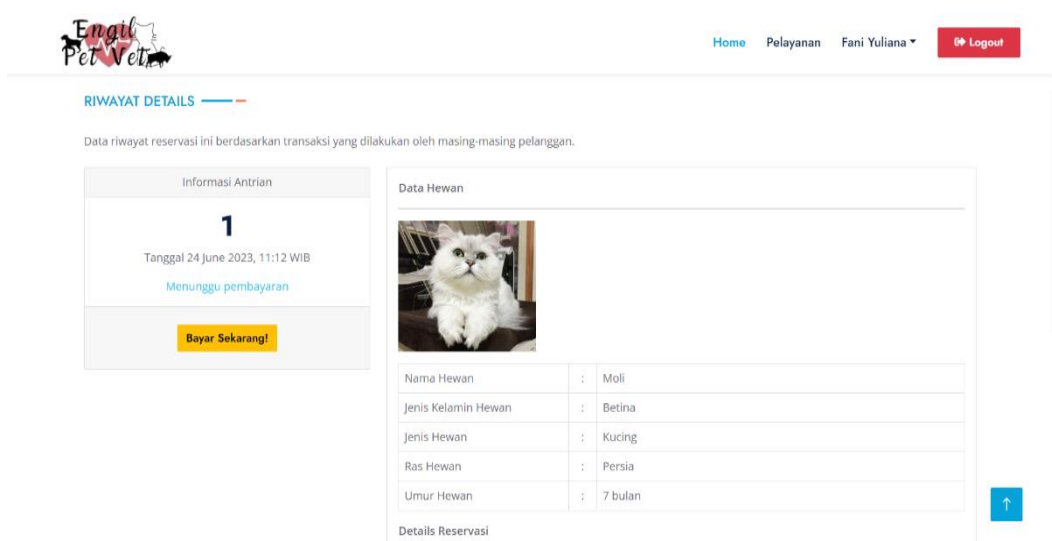 Engil
Pet Vet
Home Pelayanan Fani Yuliana Logout
RIWAYAT DETAILS
Data riwayat reservasi ini berdasarkan transaksi yang dilakukan oleh masing-masing pelanggan.
Informasi Antrian
1
Tanggal 24 June 2023, 11:12 WIB
Menunggu pembayaran
Bayar Sekarang!
Data Hewan
Nama Hewan : Moli
Jenis Kelamin Hewan : Betina
Jenis Hewan : Kucing
Ras Hewan : Persia
Umur Hewan : 7 bulan
Details Reservasi